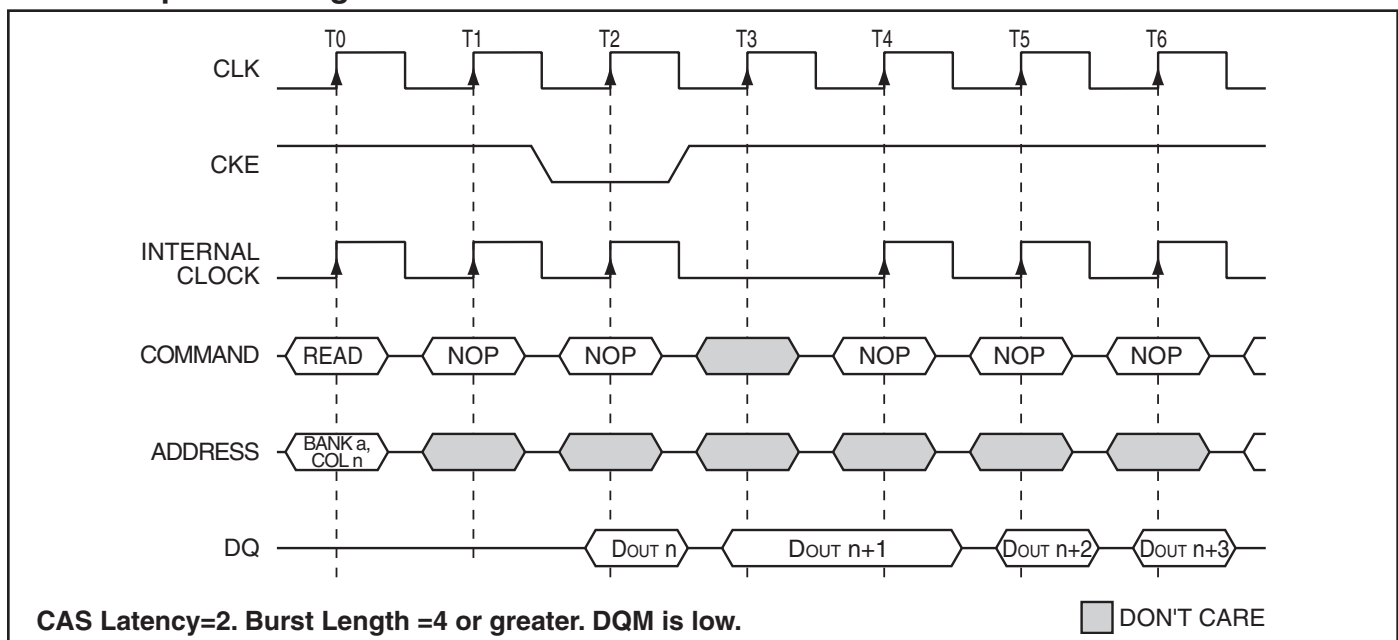 T0 T1 T2 T3 T4 T5 T6
CLK
CKE
INTERNAL
CLOCK
COMMAND READ NOP NOP NOP NOP NOP
ADDRESS BANK a,
COL n
DQ DOUT n DOUT n+1 DOUT n+2 DOUT n+3
CAS Latency=2. Burst Length =4 or greater. DQM is low. DON'T CARE